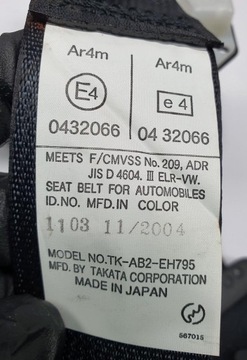 Ar4m Ar4m
E4 e4
0432066 04 32066
MEETS F/CMVSS No. 209, ADR
JIS D 4604. III ELR-VW.
SEAT BELT FOR AUTOMOBILES
ID.NO. MFD.IN COLOR
1103 11/2004
MODEL NO.TK-AB2-EH795
MFD. BY TAKATA CORPORATION
MADE IN JAPAN
567015